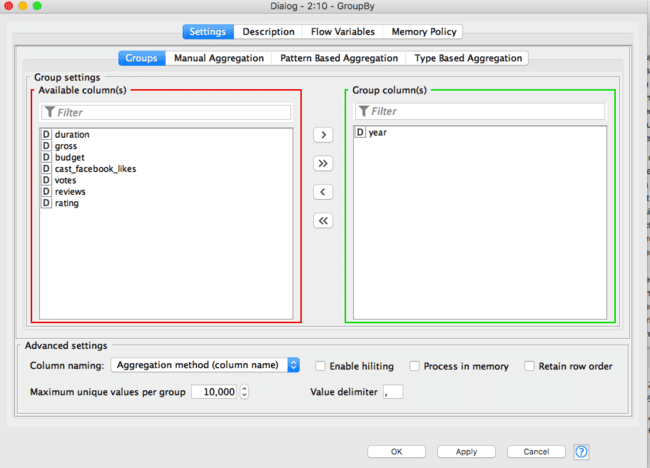 Dialog - 2:10 - GroupBy
Settings Description Flow Variables Memory Policy
Groups Manual Aggregation Pattern Based Aggregation Type Based Aggregation
Group settings
Available column(s)
Filter
D duration
D gross
D budget
D cast_facebook_likes
D votes
D reviews
D rating
>
>>
<
<<
Group column(s)
Filter
D year
Advanced settings
Column naming: Aggregation method (column name) Enable hiliting Process in memory Retain row order
Maximum unique values per group 10,000 Value delimiter ,
OK Apply Cancel ?